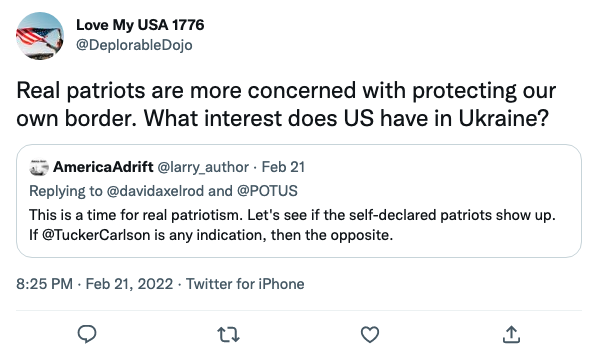 Love My USA 1776
@DeplorableDojo
Real patriots are more concerned with protecting our
own border. What interest does US have in Ukraine?
AmericaAdrift @larry_author · Feb 21
Replying to @davidaxelrod and @POTUS
This is a time for real patriotism. Let's see if the self-declared patriots show up.
If @TuckerCarlson is any indication, then the opposite.
8:25 PM · Feb 21, 2022 · Twitter for iPhone